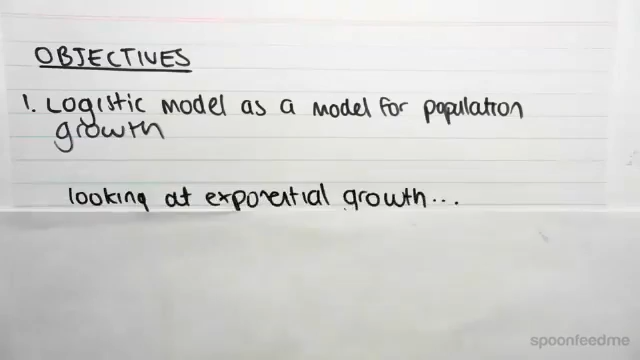 OBJECTIVES
1. Logistic model as a model for population
growth
looking at exponential growth...
spoonfeedme